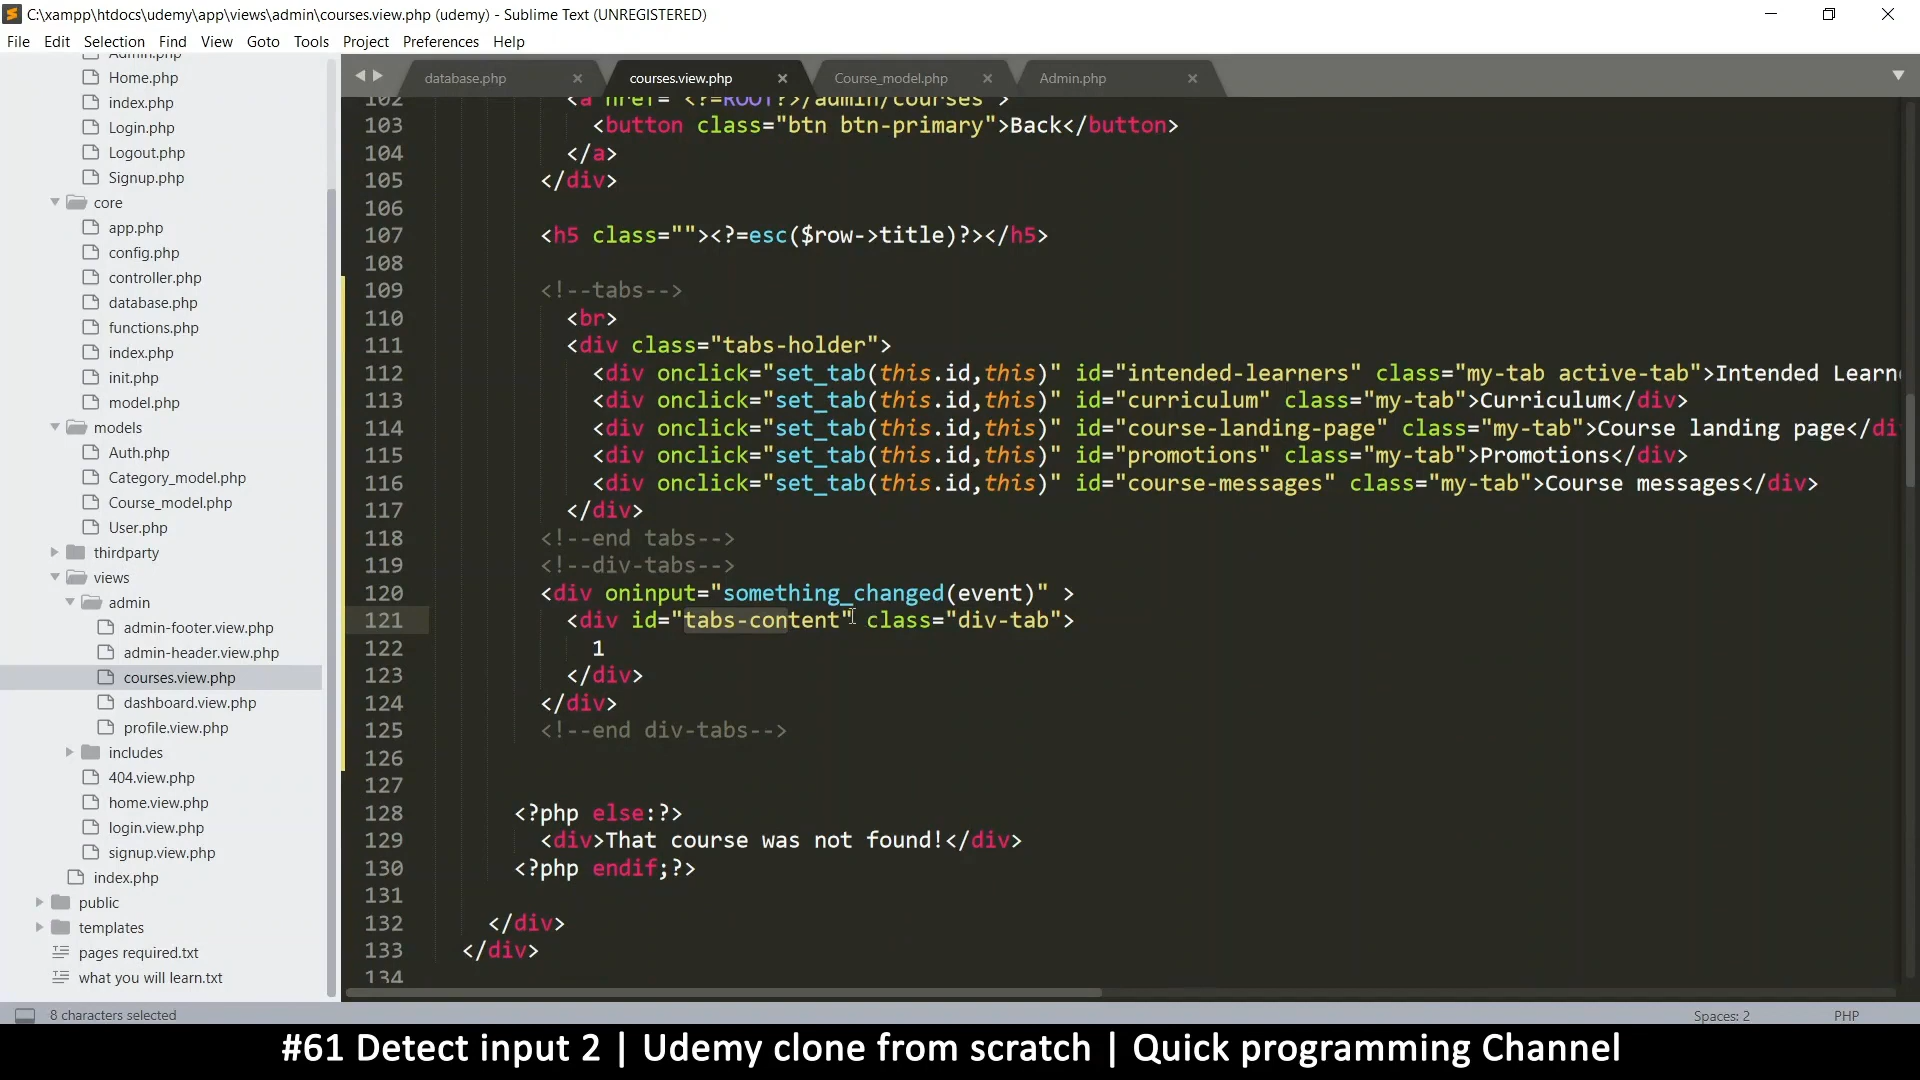 C:\xampp\htdocs\udemy\app\views\admin\courses.view.php (udemy) - Sublime Text (UNREGISTERED)
File Edit Selection Find View Goto Tools Project Preferences Help
Admin.php
Home.php
index.php
Login.php
Logout.php
Signup.php
core
app.php
config.php
controller.php
database.php
functions.php
index.php
init.php
model.php
models
Auth.php
Category_model.php
Course_model.php
User.php
thirdparty
views
admin
admin-footer.view.php
admin-header.view.php
courses.view.php
dashboard.view.php
profile.view.php
includes
404.view.php
home.view.php
login.view.php
signup.view.php
index.php
public
templates
pages required.txt
what you will learn.txt
database.php courses.view.php Course_model.php Admin.php
102 <a href="<?=ROOT?>/admin/courses">
103 <button class="btn btn-primary">Back</button>
104 </a>
105 </div>
106
107 <h5 class=""><?=esc($row->title)?></h5>
108
109 <!--tabs-->
110 <br>
111 <div class="tabs-holder">
112 <div onclick="set_tab(this.id,this)" id="intended-learners" class="my-tab active-tab">Intended Learn
113 <div onclick="set_tab(this.id,this)" id="curriculum" class="my-tab">Curriculum</div>
114 <div onclick="set_tab(this.id,this)" id="course-landing-page" class="my-tab">Course landing page</di
115 <div onclick="set_tab(this.id,this)" id="promotions" class="my-tab">Promotions</div>
116 <div onclick="set_tab(this.id,this)" id="course-messages" class="my-tab">Course messages</div>
117 </div>
118 <!--end tabs-->
119 <!--div-tabs-->
120 <div oninput="something_changed(event)" >
121 <div id="tabs-content" class="div-tab">
122 1
123 </div>
124 </div>
125 <!--end div-tabs-->
126
127
128 <?php else:?>
129 <div>That course was not found!</div>
130 <?php endif;?>
131
132 </div>
133 </div>
134
8 characters selected Spaces: 2 PHP
#61 Detect input 2 | Udemy clone from scratch | Quick programming Channel